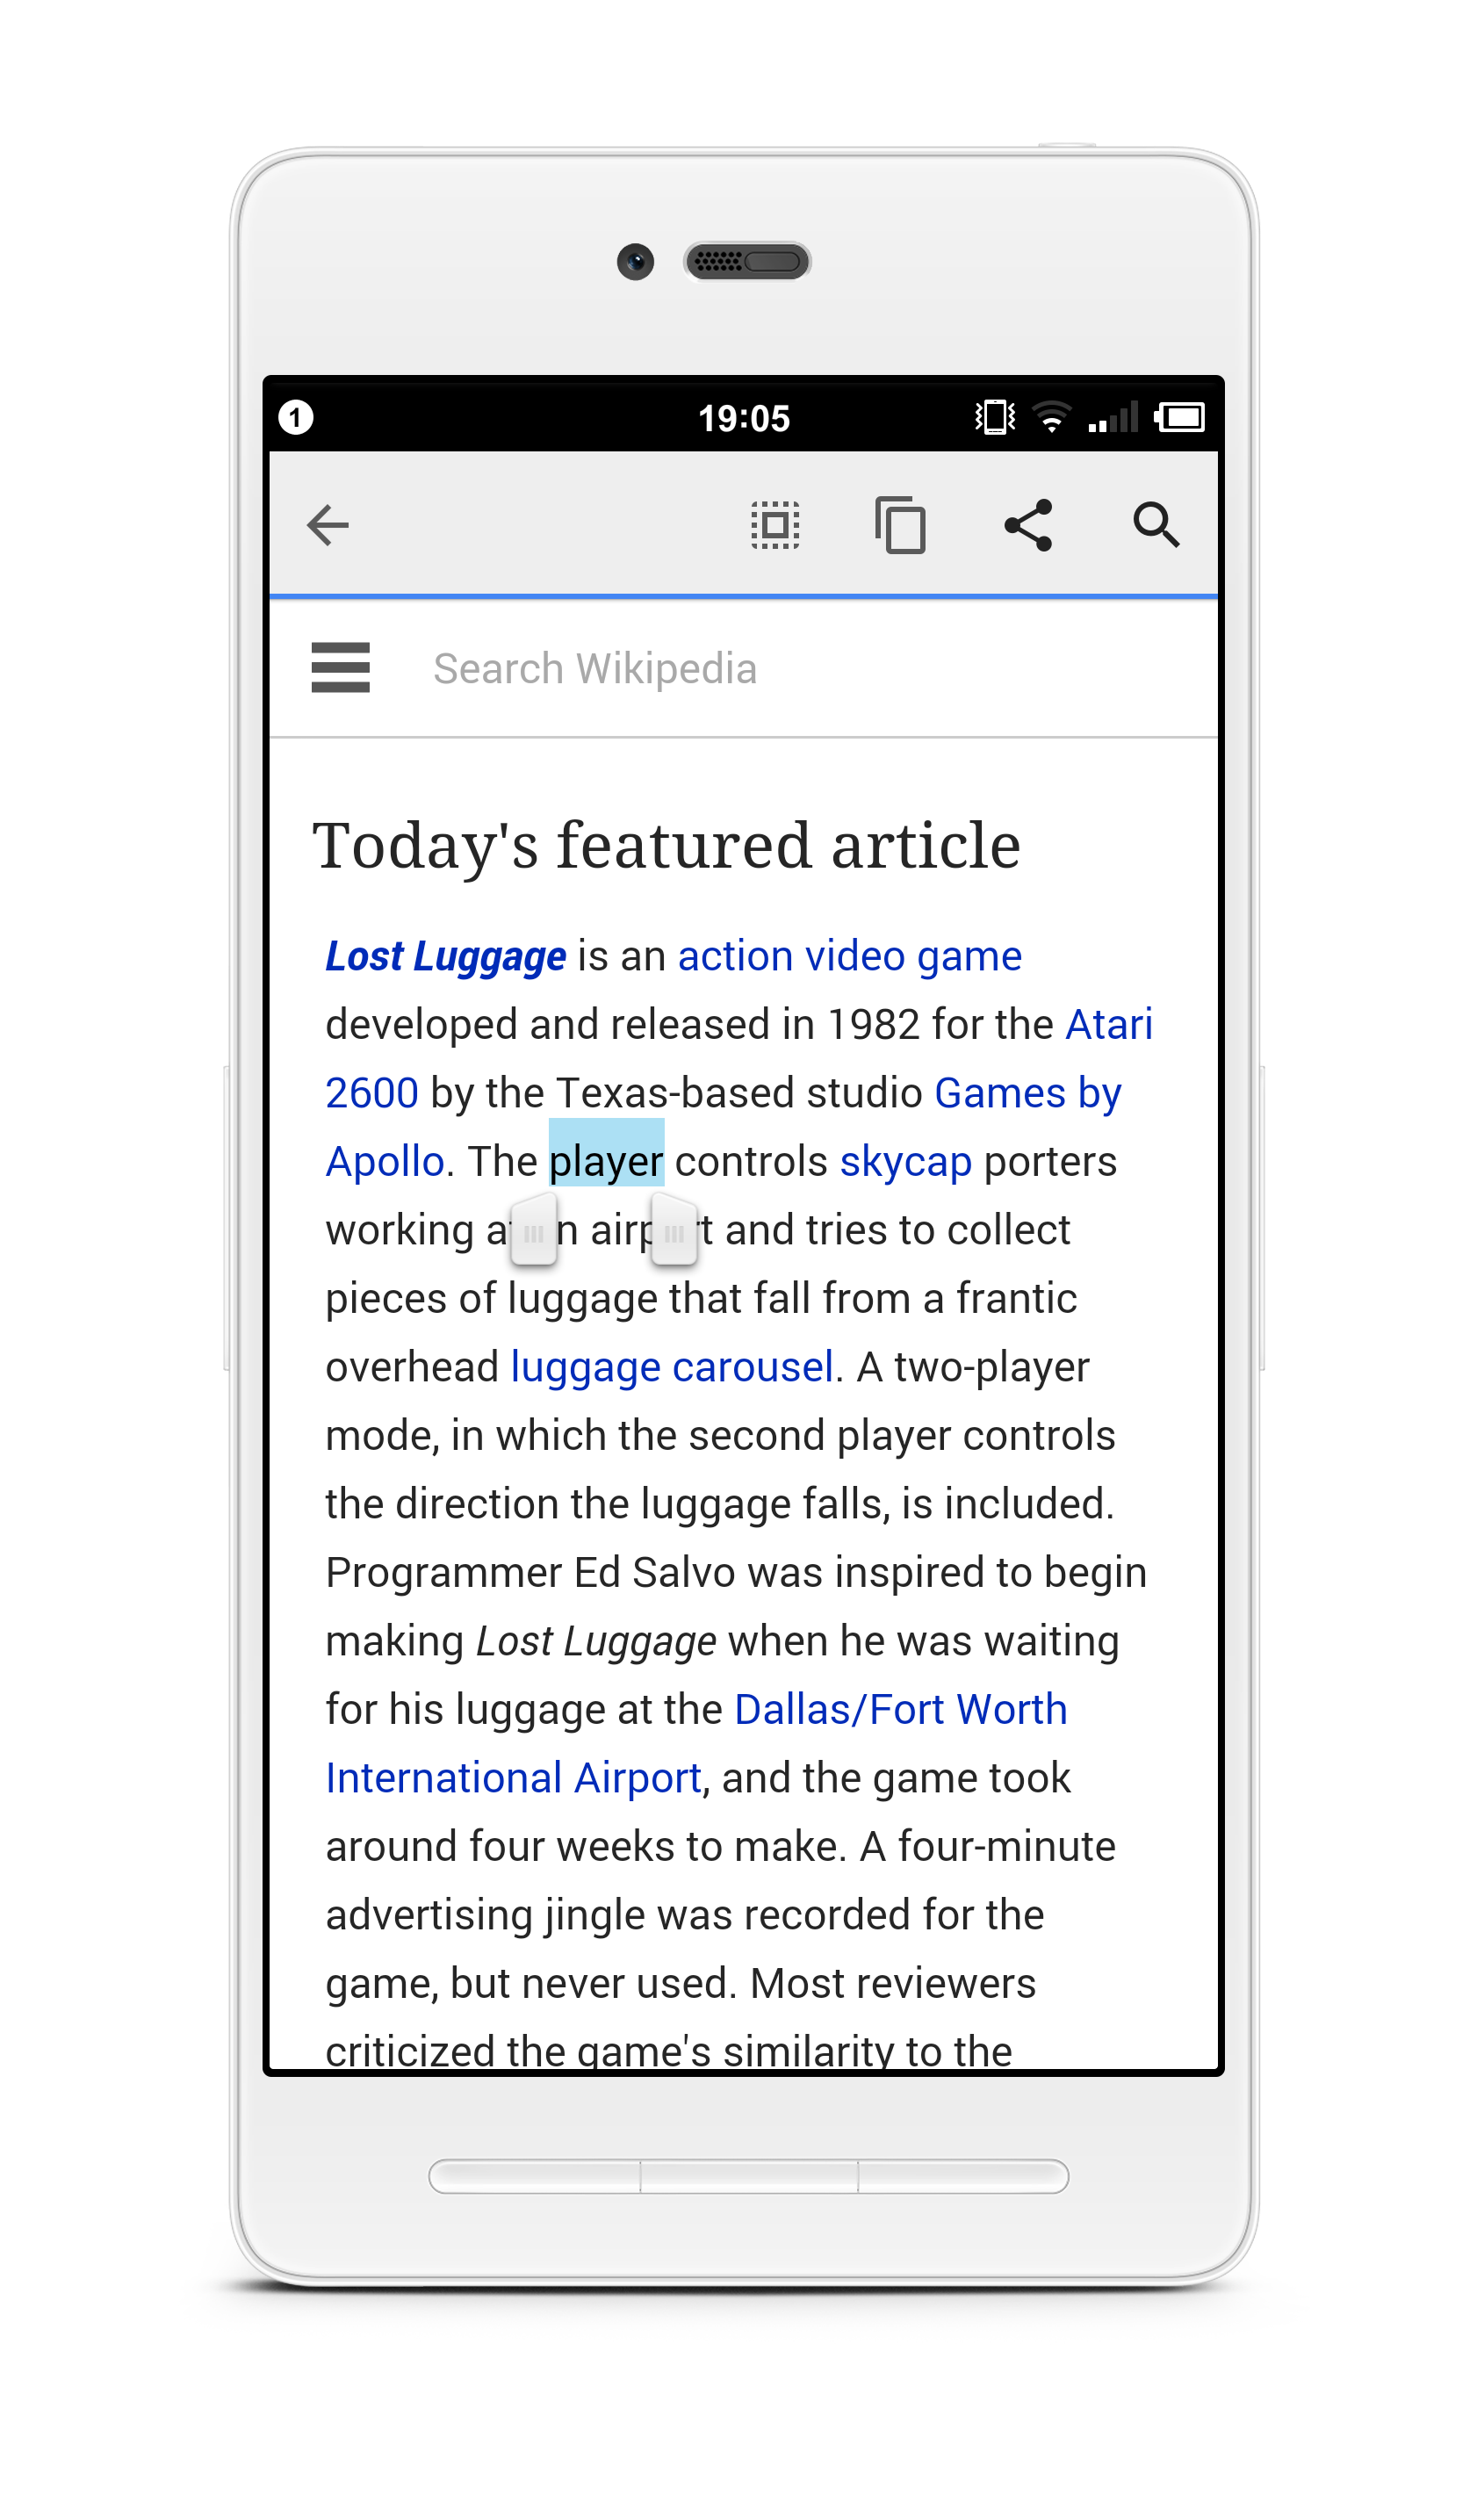 1
19:05
Search Wikipedia
Today's featured article
Lost Luggage is an action video game
developed and released in 1982 for the Atari
2600 by the Texas-based studio Games by
Apollo. The player controls skycap porters
working and tries to collect
pieces of luggage that fall from a frantic
overhead luggage carousel. A two-player
mode, in which the second player controls
the direction the luggage falls, is included.
Programmer Ed Salvo was inspired to begin
making Lost Luggage when he was waiting
for his luggage at the Dallas/Fort Worth
International Airport, and the game took
around four weeks to make. A four-minute
advertising jingle was recorded for the
game, but never used. Most reviewers
criticized the game's similarity to the